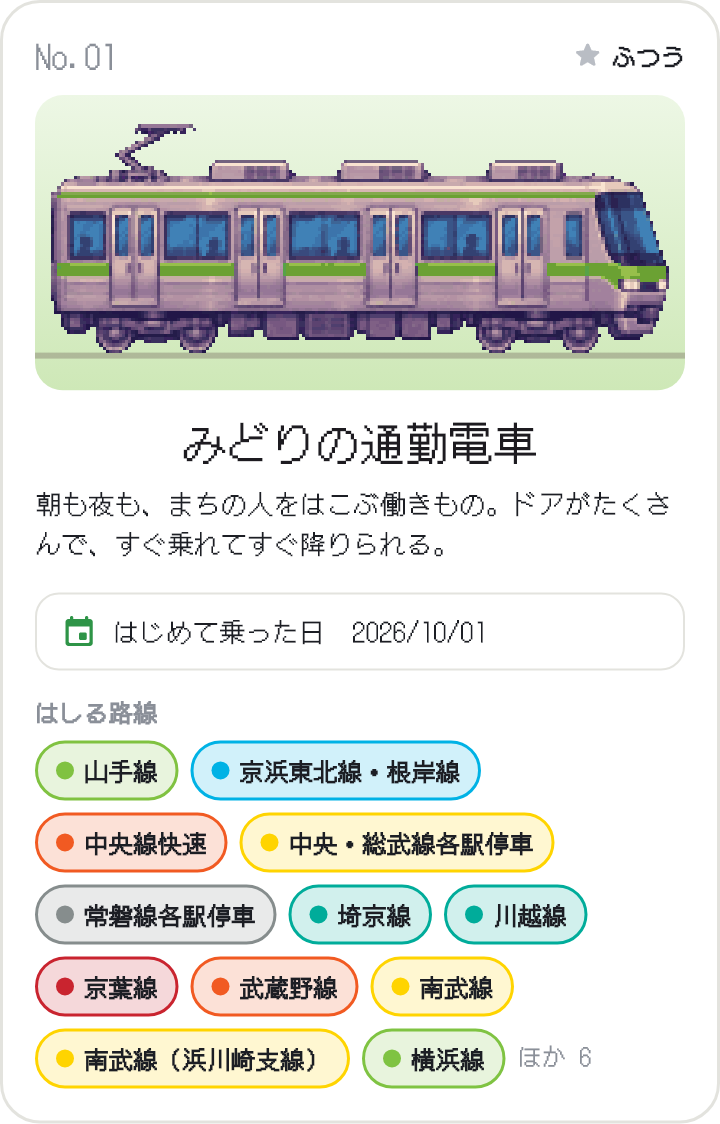 No. 01
ふつう
みどりの通勤電車
朝も夜も、まちの人をはこぶ働きもの。ドアがたくさ
んで、すぐ乗れてすぐ降りられる。
はじめて乗った日 2026/10/01
はしる路線
山手線
京浜東北線・根岸線
中央線快速
中央・総武線各駅停車
常磐線各駅停車
埼京線
川越線
京葉線
武蔵野線
南武線
南武線（浜川崎支線）
横浜線
ほか 6